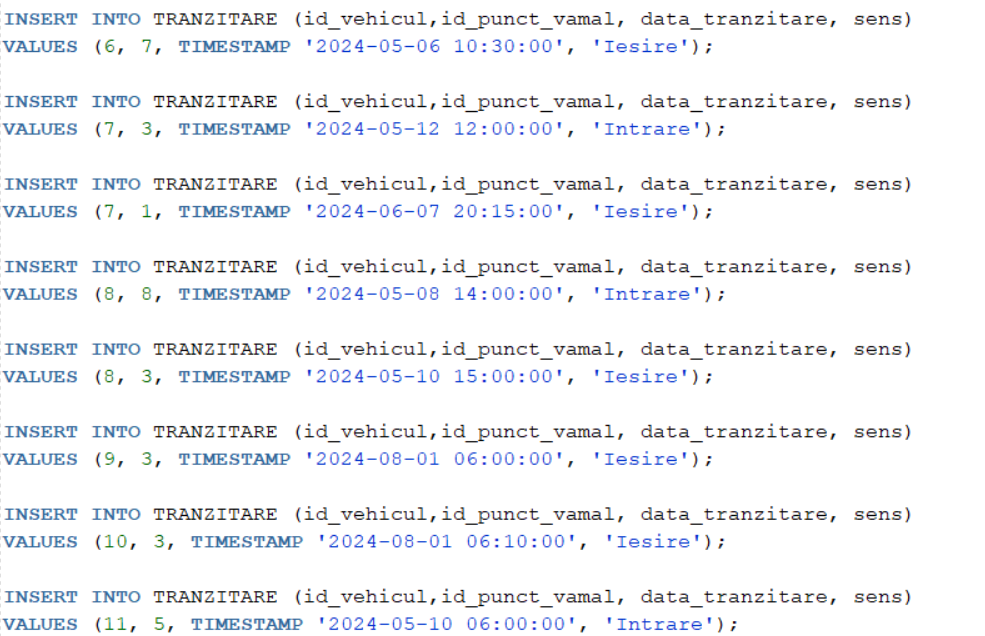 INSERT INTO TRANZITARE (id_vehicul,id_punct_vamal, data_tranzitare, sens)
VALUES (6, 7, TIMESTAMP '2024-05-06 10:30:00', 'Iesire');
INSERT INTO TRANZITARE (id_vehicul,id_punct_vamal, data_tranzitare, sens)
VALUES (7, 3, TIMESTAMP '2024-05-12 12:00:00', 'Intrare');
INSERT INTO TRANZITARE (id_vehicul,id_punct_vamal, data_tranzitare, sens)
VALUES (7, 1, TIMESTAMP '2024-06-07 20:15:00', 'Iesire');
INSERT INTO TRANZITARE (id_vehicul,id_punct_vamal, data_tranzitare, sens)
VALUES (8, 8, TIMESTAMP '2024-05-08 14:00:00', 'Intrare');
INSERT INTO TRANZITARE (id_vehicul,id_punct_vamal, data_tranzitare, sens)
VALUES (8, 3, TIMESTAMP '2024-05-10 15:00:00', 'Iesire');
INSERT INTO TRANZITARE (id_vehicul,id_punct_vamal, data_tranzitare, sens)
VALUES (9, 3, TIMESTAMP '2024-08-01 06:00:00', 'Iesire');
INSERT INTO TRANZITARE (id_vehicul,id_punct_vamal, data_tranzitare, sens)
VALUES (10, 3, TIMESTAMP '2024-08-01 06:10:00', 'Iesire');
INSERT INTO TRANZITARE (id_vehicul,id_punct_vamal, data_tranzitare, sens)
VALUES (11, 5, TIMESTAMP '2024-05-10 06:00:00', 'Intrare');